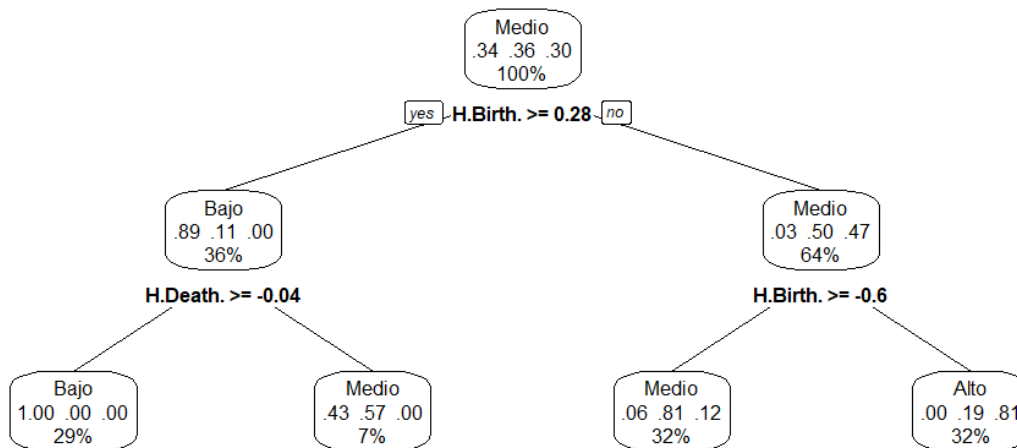 Medio
.34 .36 .30
100%
yes H.Birth. >= 0.28 no
Bajo
.89 .11 .00
36%
Medio
.03 .50 .47
64%
H.Death. >= -0.04
H.Birth. >= -0.6
Bajo
1.00 .00 .00
29%
Medio
.43 .57 .00
7%
Medio
.06 .81 .12
32%
Alto
.00 .19 .81
32%